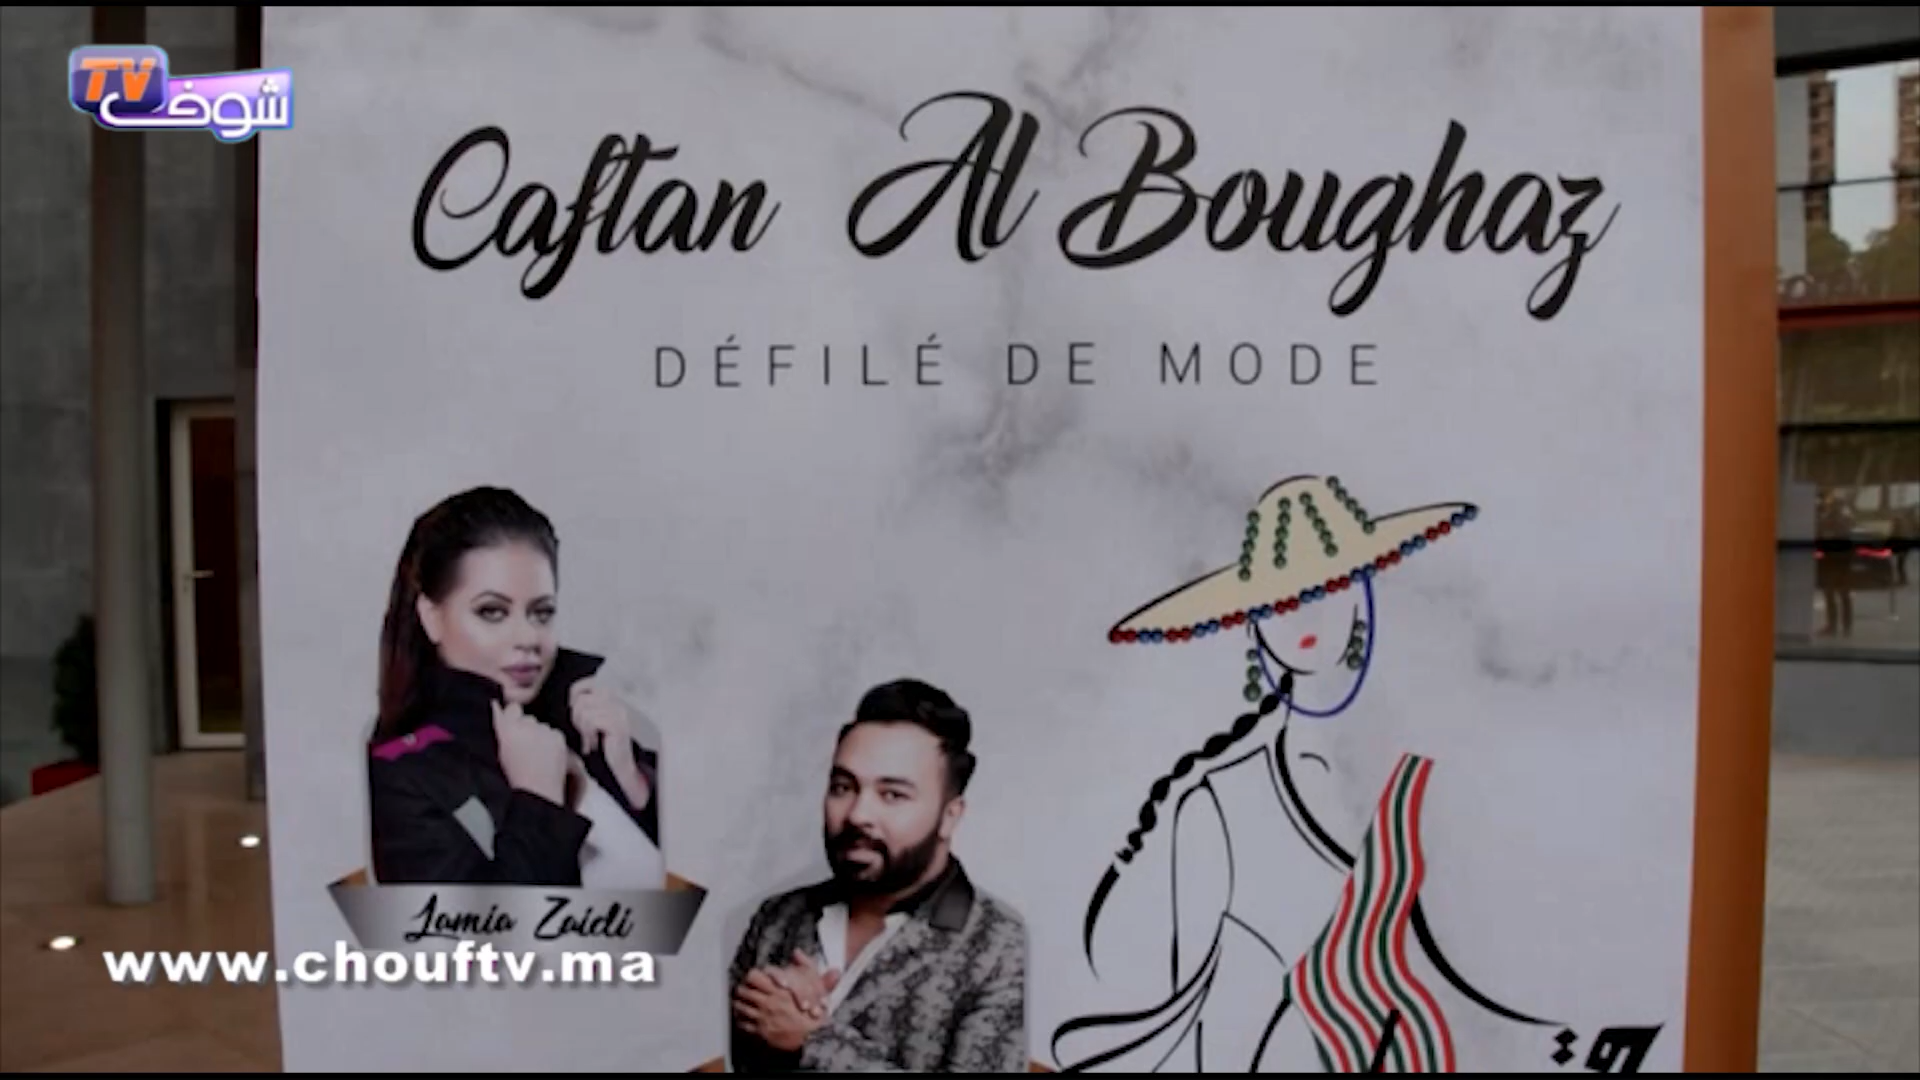 TV شوف
Caftan Al Boughaz
DÉFILÉ DE MODE
Lamia Zaidi
www.chouftv.ma